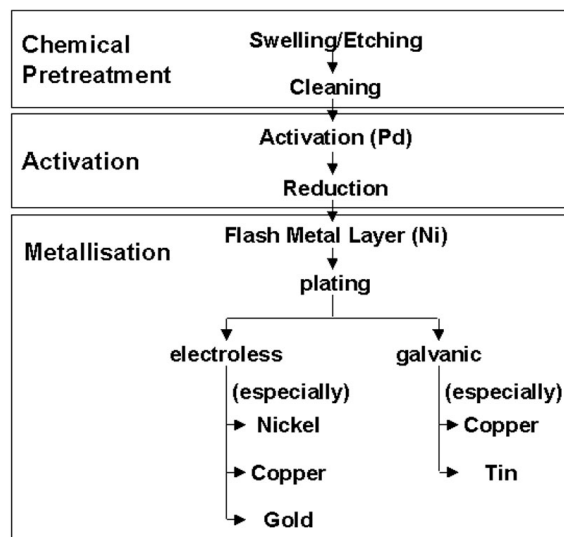 Chemical
Pretreatment
Swelling/Etching
Cleaning
Activation
Activation (Pd)
Reduction
Metallisation
Flash Metal Layer (Ni)
plating
electroless
(especially)
Nickel
Copper
Gold
galvanic
(especially)
Copper
Tin